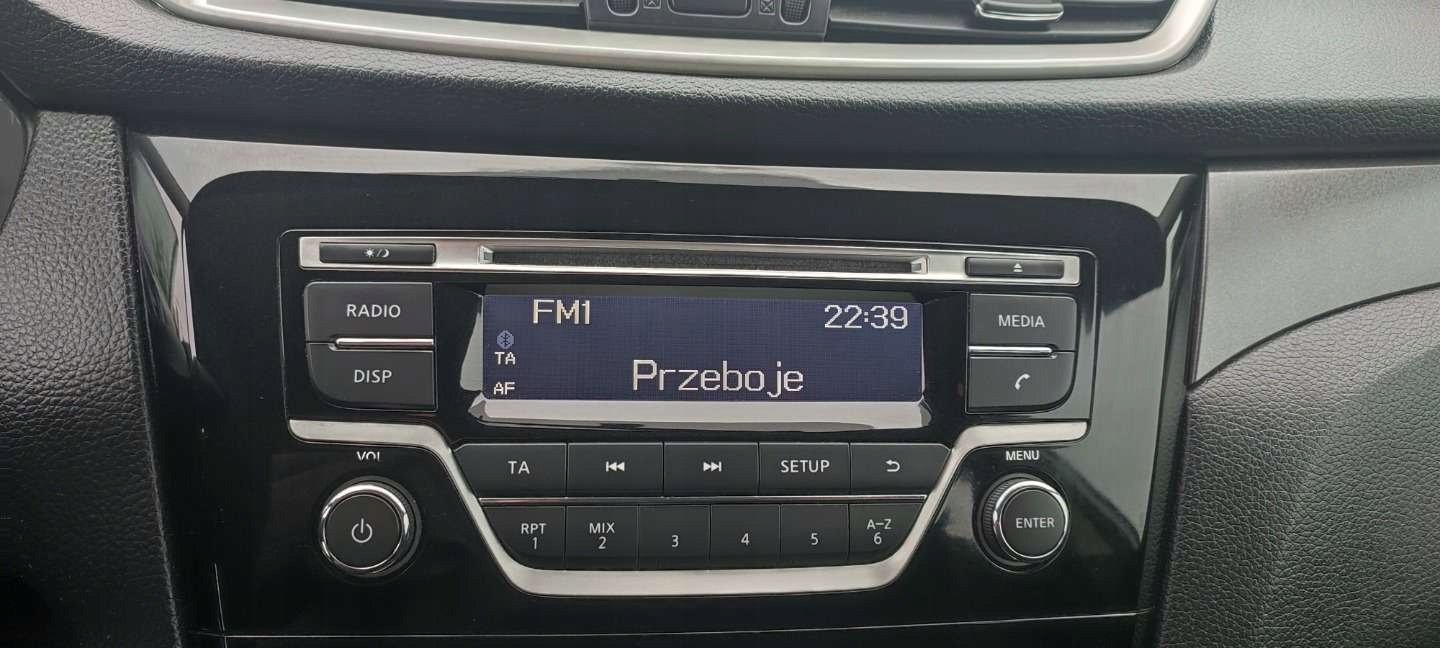 RADIO
DISP
FM1 22:39
TA
AF
Przeboje
MEDIA
VOL
MENU
TA SETUP
RPT 1
MIX 2
3
4
5
A-Z 6
ENTER